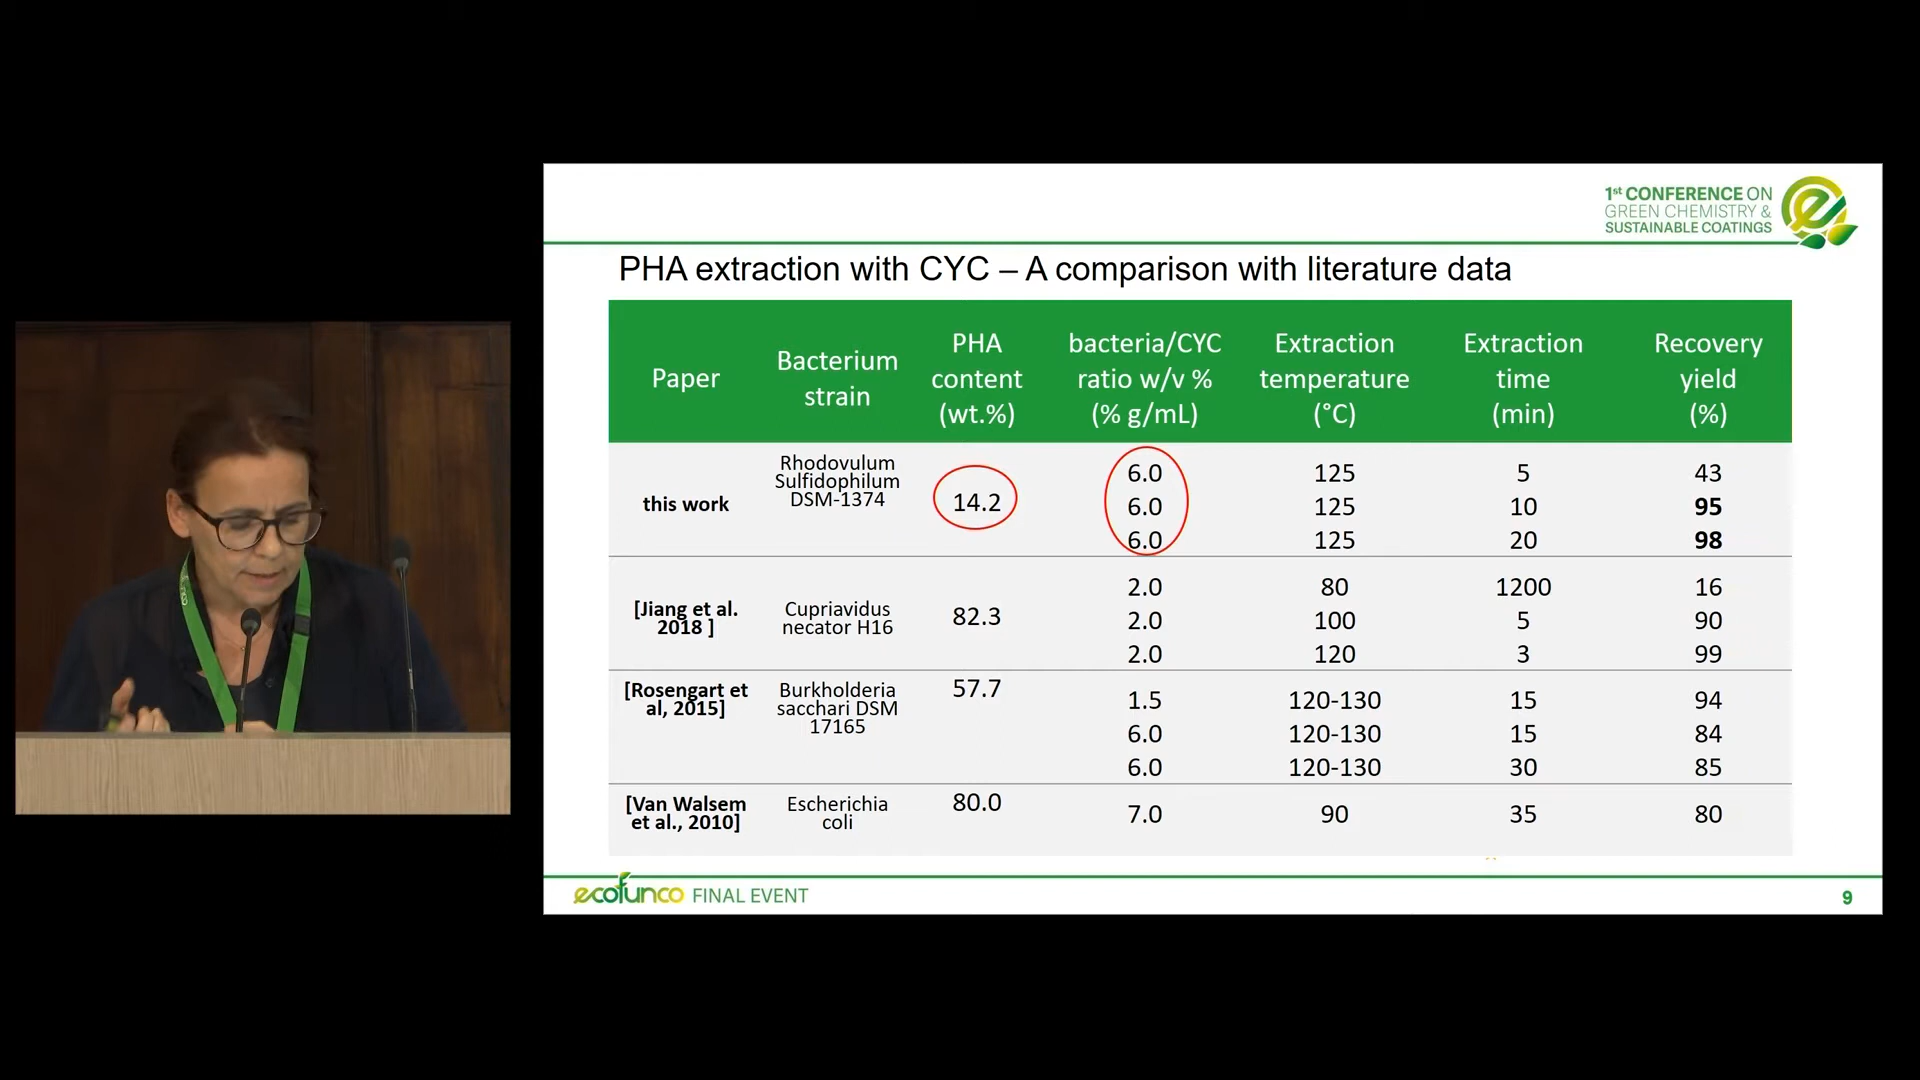 1st CONFERENCE ON
GREEN CHEMISTRY &
SUSTAINABLE COATINGS
PHA extraction with CYC – A comparison with literature data
Paper
Bacterium
strain
PHA
content
(wt.%)
bacteria/CYC
ratio w/v %
(% g/mL)
Extraction
temperature
(°C)
Extraction
time
(min)
Recovery
yield
(%)
this work
Rhodovulum
Sulfidophilum
DSM-1374
14.2
6.0 125 5 43
6.0 125 10 95
6.0 125 20 98
[Jiang et al.
2018 ]
Cupriavidus
necator H16
82.3
2.0 80 1200 16
2.0 100 5 90
2.0 120 3 99
[Rosengart et
al, 2015]
Burkholderia
sacchari DSM
17165
57.7
1.5 120-130 15 94
6.0 120-130 15 84
6.0 120-130 30 85
[Van Walsem
et al., 2010]
Escherichia
coli
80.0
7.0 90 35 80
ecofunco FINAL EVENT
9